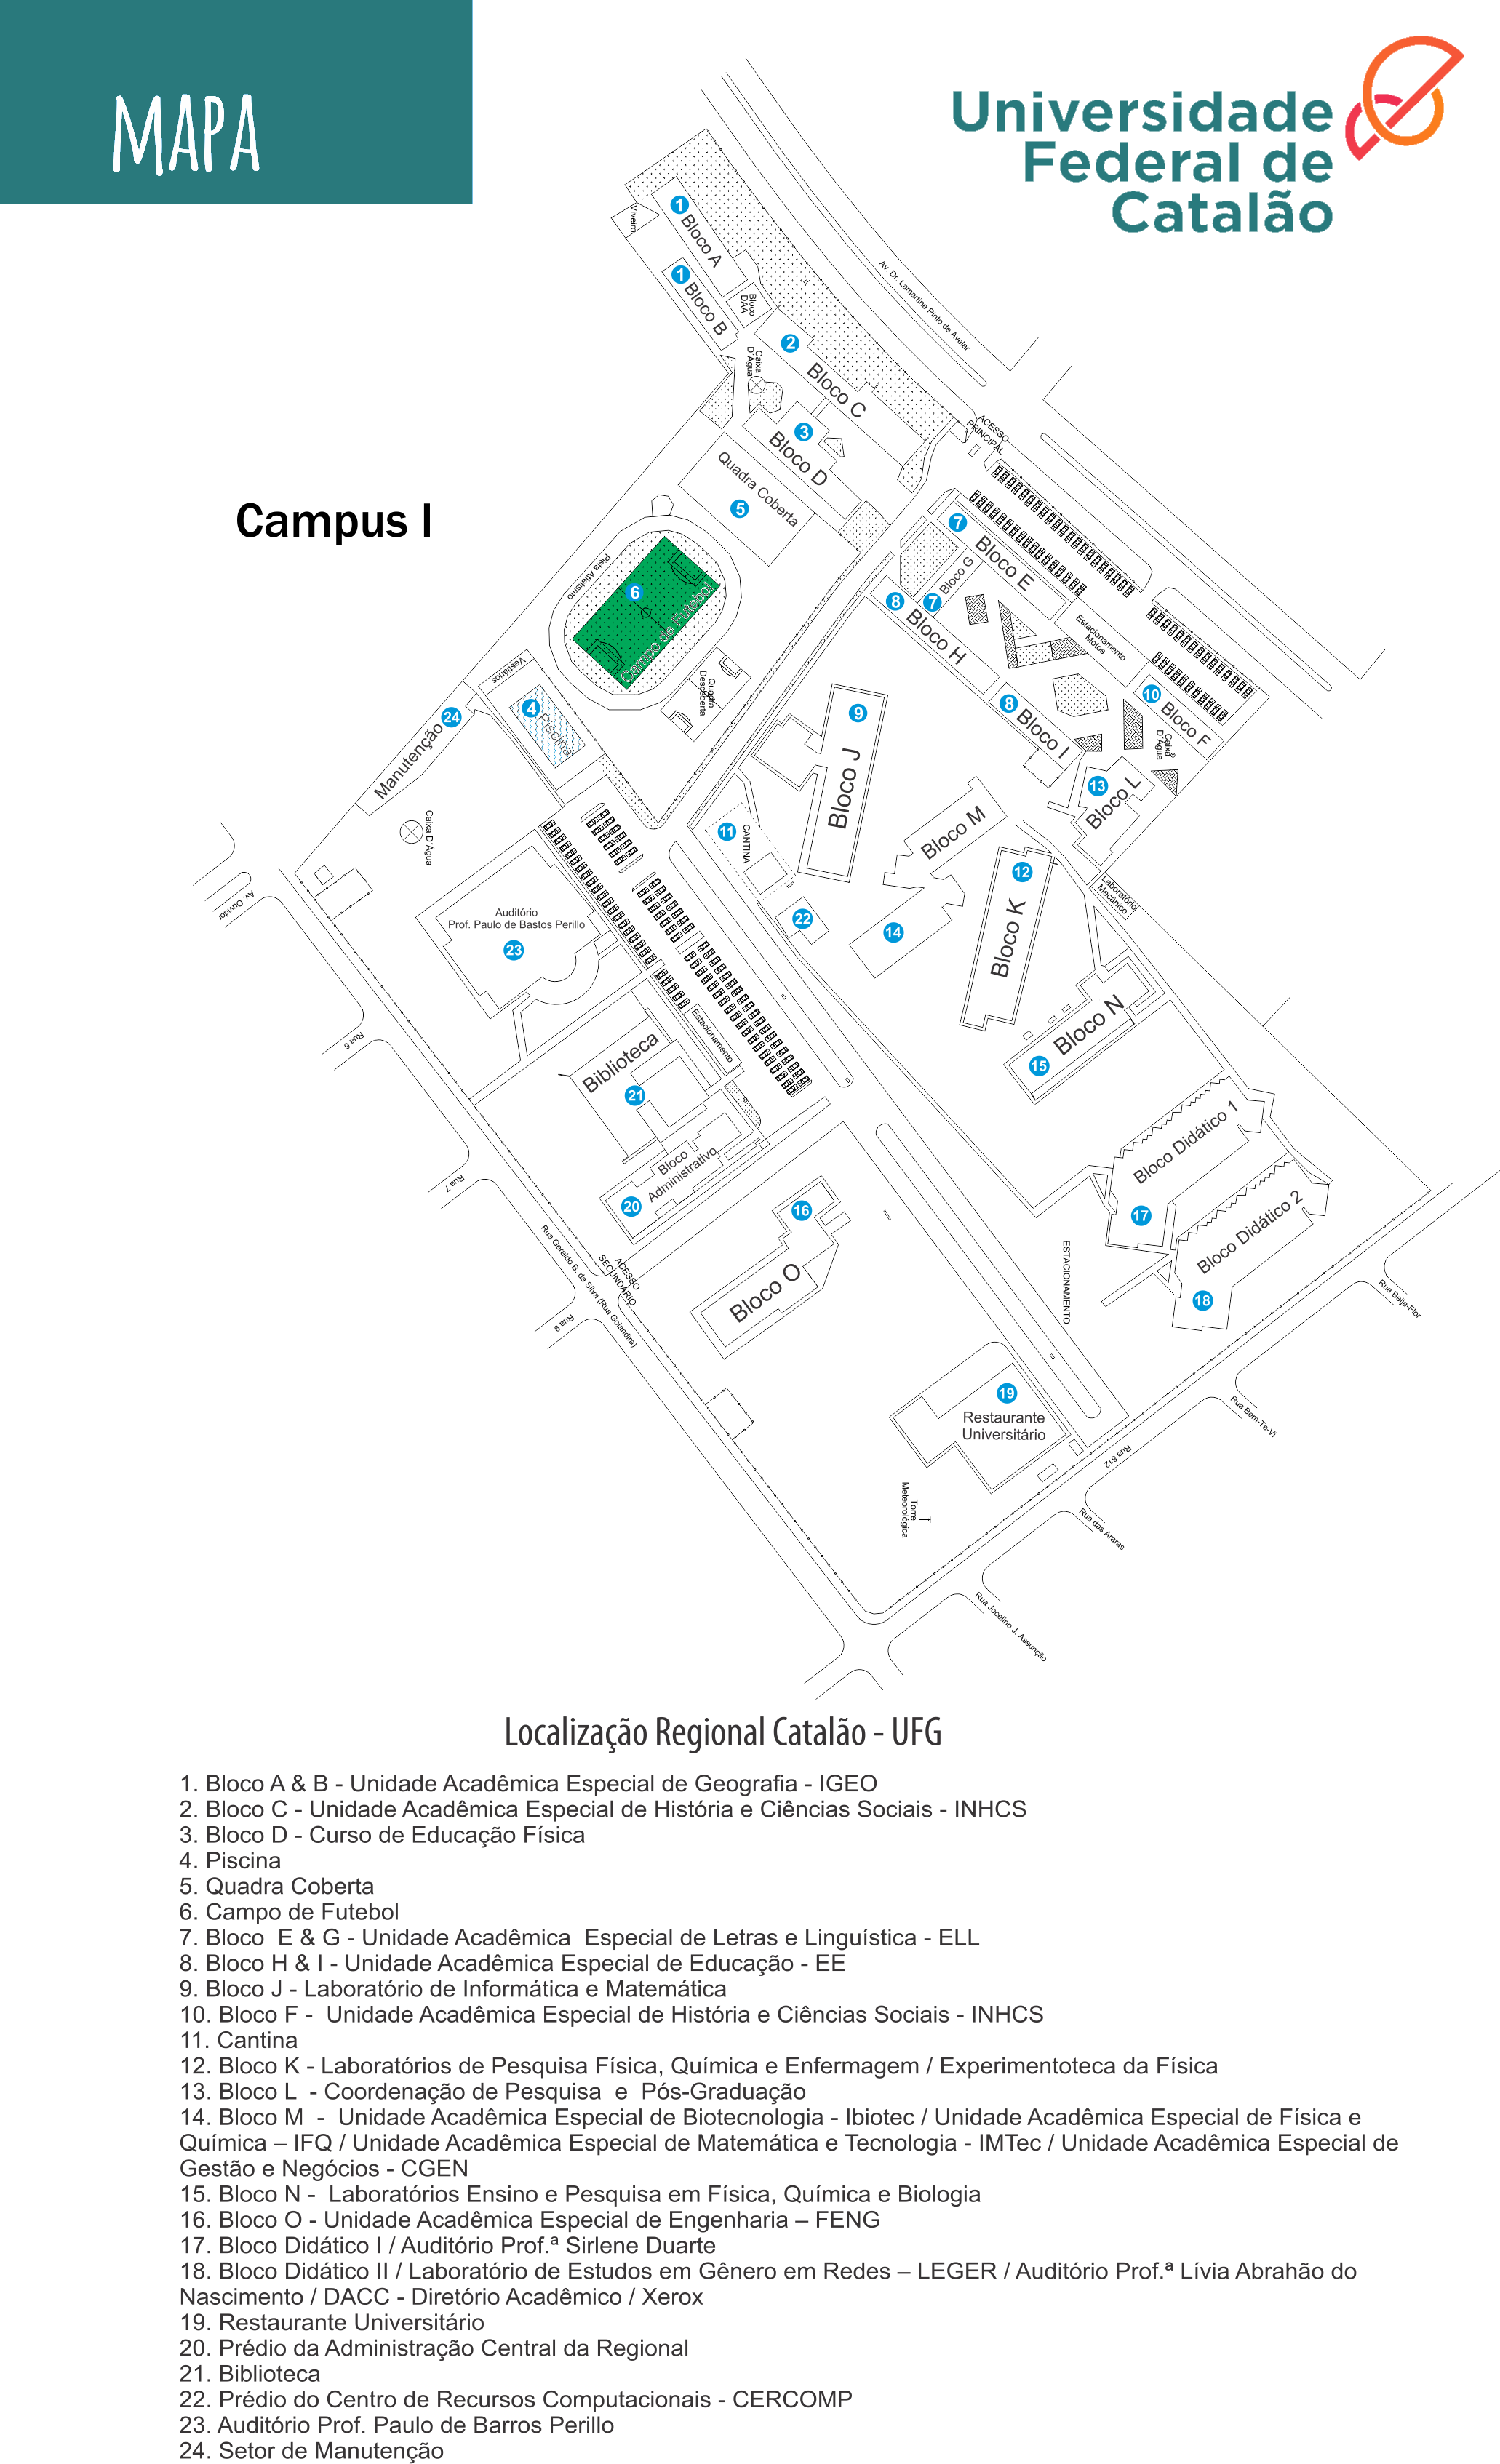 MAPA
Universidade
Federal de
Catalão
Campus I
Viveiro
1
Bloco A
1
Bloco B
Bloco
DAA
2
Bloco C
Caixa
D´Água
3
Bloco D
Av. Dr. Lamartine Pinto de Avelar
ACESSO
PRINCIPAL
Quadra Coberta
5
Pista Atletismo
6
Campo de Futebol
7
Bloco E
Bloco G
7
8
Bloco H
Estacionamento
Motos
8
Bloco I
10
Bloco F
Caixa
D´Água
13
Bloco L
Vestiários
4
Piscina
Quadra
Descoberta
24
Manutenção
Caixa D´Água
9
Bloco J
11
CANTINA
Bloco M
12
Bloco K
Laboratório
Mecânico
22
14
Auditório
Prof. Paulo de Bastos Perillo
23
Av. Ouvidor
Rua 6
Estacionamento
Biblioteca
21
Bloco N
15
Bloco
Administrativo
20
Rua 7
Bloco Didático 1
17
Bloco Didático 2
18
16
Bloco O
ACESSO
SECUNDÁRIO
Rua Geraldo B. da Silva (Rua Goiandira)
Rua 9
ESTACIONAMENTO
Rua Beija-Flor
19
Restaurante
Universitário
Rua Bem-Te-Vi
Rua 812
Torre
Meteorológica
Rua das Araras
Rua Jocelino J. Assunção
Localização Regional Catalão - UFG
1. Bloco A & B - Unidade Acadêmica Especial de Geografia - IGEO
2. Bloco C - Unidade Acadêmica Especial de História e Ciências Sociais - INHCS
3. Bloco D - Curso de Educação Física
4. Piscina
5. Quadra Coberta
6. Campo de Futebol
7. Bloco E & G - Unidade Acadêmica Especial de Letras e Linguística - ELL
8. Bloco H & I - Unidade Acadêmica Especial de Educação - EE
9. Bloco J - Laboratório de Informática e Matemática
10. Bloco F - Unidade Acadêmica Especial de História e Ciências Sociais - INHCS
11. Cantina
12. Bloco K - Laboratórios de Pesquisa Física, Química e Enfermagem / Experimentoteca da Física
13. Bloco L - Coordenação de Pesquisa e Pós-Graduação
14. Bloco M - Unidade Acadêmica Especial de Biotecnologia - Ibiotec / Unidade Acadêmica Especial de Física e
Química – IFQ / Unidade Acadêmica Especial de Matemática e Tecnologia - IMTec / Unidade Acadêmica Especial de
Gestão e Negócios - CGEN
15. Bloco N - Laboratórios Ensino e Pesquisa em Física, Química e Biologia
16. Bloco O - Unidade Acadêmica Especial de Engenharia – FENG
17. Bloco Didático I / Auditório Prof.ª Sirlene Duarte
18. Bloco Didático II / Laboratório de Estudos em Gênero em Redes – LEGER / Auditório Prof.ª Lívia Abrahão do
Nascimento / DACC - Diretório Acadêmico / Xerox
19. Restaurante Universitário
20. Prédio da Administração Central da Regional
21. Biblioteca
22. Prédio do Centro de Recursos Computacionais - CERCOMP
23. Auditório Prof. Paulo de Barros Perillo
24. Setor de Manutenção